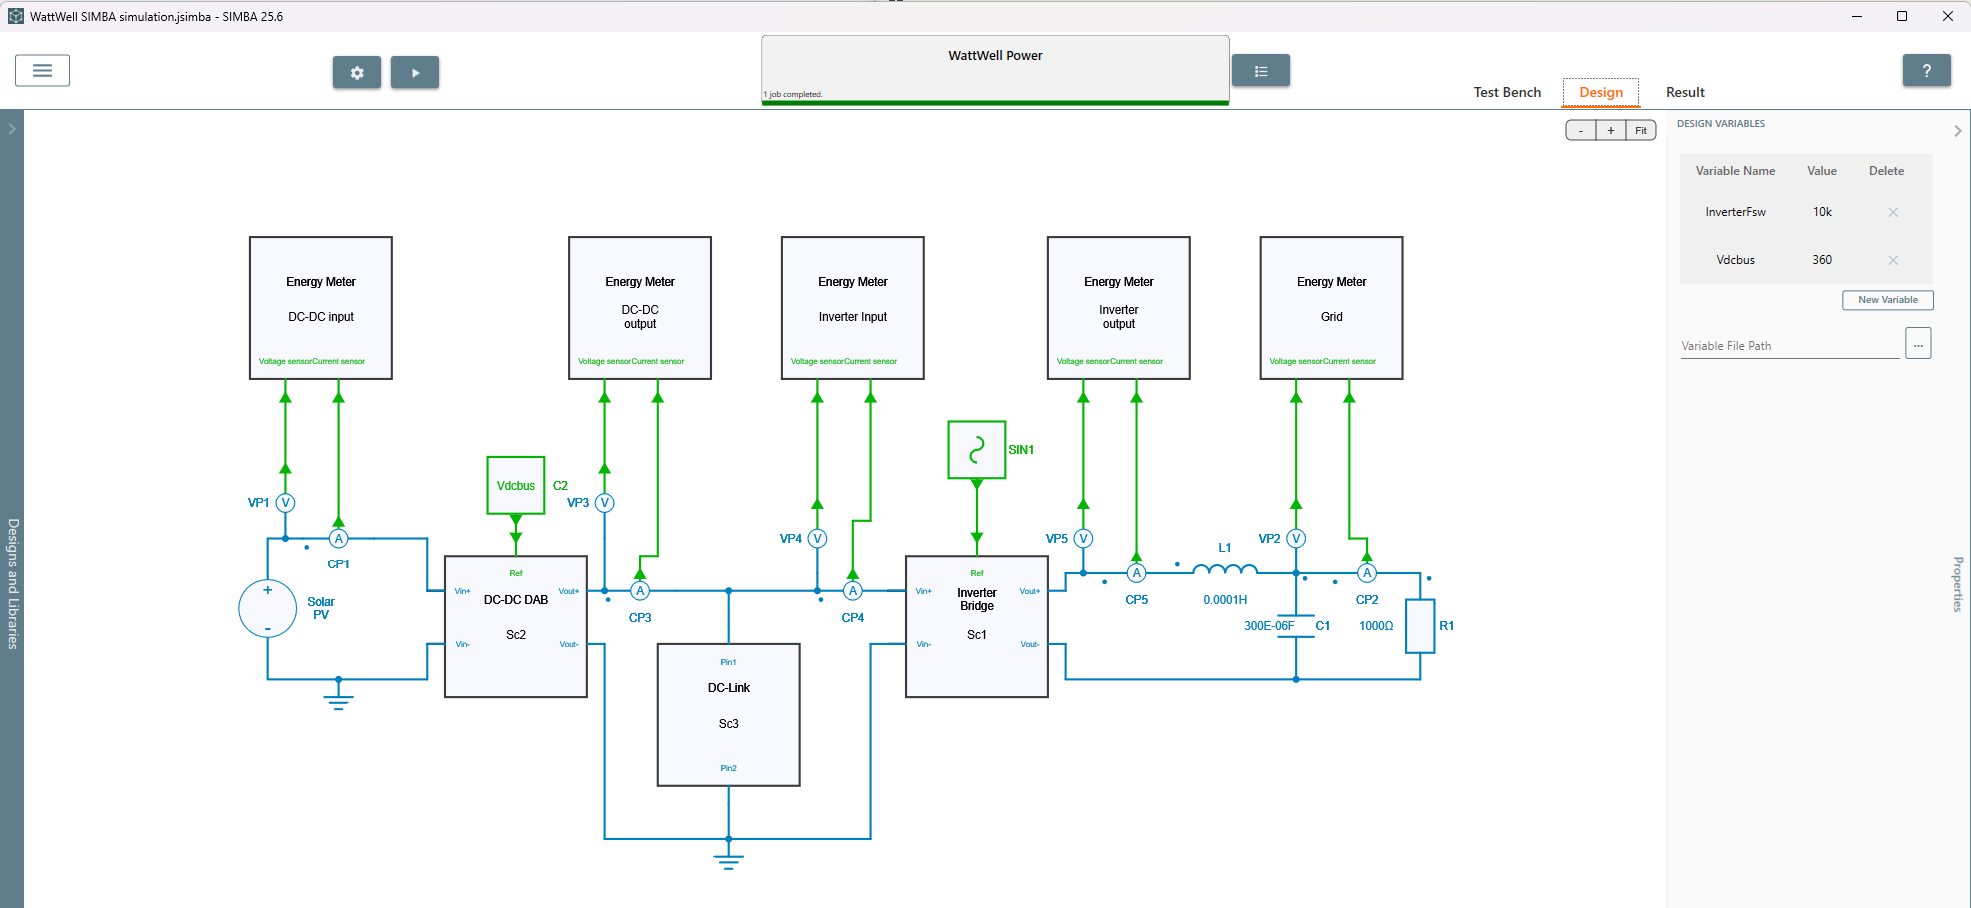 WattWell SIMBA simulation.jsimba - SIMBA 25.6
WattWell Power
1 job completed.
?
Test Bench
Design
Result
- + Fit
DESIGN VARIABLES
Variable Name Value Delete
InverterFsw 10k
Vdcbus 360
New Variable
Variable File Path
...
Designs and Libraries
Properties
Energy Meter
DC-DC input
Voltage sensorCurrent sensor
Energy Meter
DC-DC
output
Voltage sensorCurrent sensor
Energy Meter
Inverter Input
Voltage sensorCurrent sensor
Energy Meter
Inverter
output
Voltage sensorCurrent sensor
Energy Meter
Grid
Voltage sensorCurrent sensor
SIN1
Vdcbus C2
VP1 V
VP3 V
VP4 V
VP5 V
VP2 V
A
CP1
Solar
PV
+
-
Ref
Vin+ DC-DC DAB Vout+
Sc2
Vin- Vout-
A
CP3
A
CP4
Pin1
DC-Link
Sc3
Pin2
Ref
Vin+ Inverter Vout+
Bridge
Sc1
Vin- Vout-
A
CP5
L1
0.0001H
A
CP2
300E-06F C1
1000Ω R1